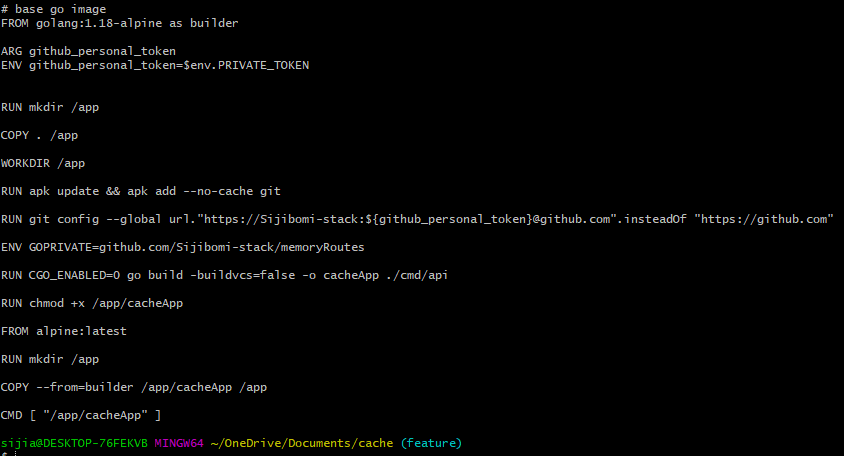 # base go image
FROM golang:1.18-alpine as builder
ARG github_personal_token
ENV github_personal_token=$env.PRIVATE_TOKEN
RUN mkdir /app
COPY . /app
WORKDIR /app
RUN apk update && apk add --no-cache git
RUN git config --global url."https://Sijibomi-stack:${github_personal_token}@github.com".insteadOf "https://github.com"
ENV GOPRIVATE=github.com/Sijibomi-stack/memoryRoutes
RUN CGO_ENABLED=0 go build -buildvcs=false -o cacheApp ./cmd/api
RUN chmod +x /app/cacheApp
FROM alpine:latest
RUN mkdir /app
COPY --from=builder /app/cacheApp /app
CMD [ "/app/cacheApp" ]
sijia@DESKTOP-76FEKVB MINGW64 ~/OneDrive/Documents/cache (feature)
$